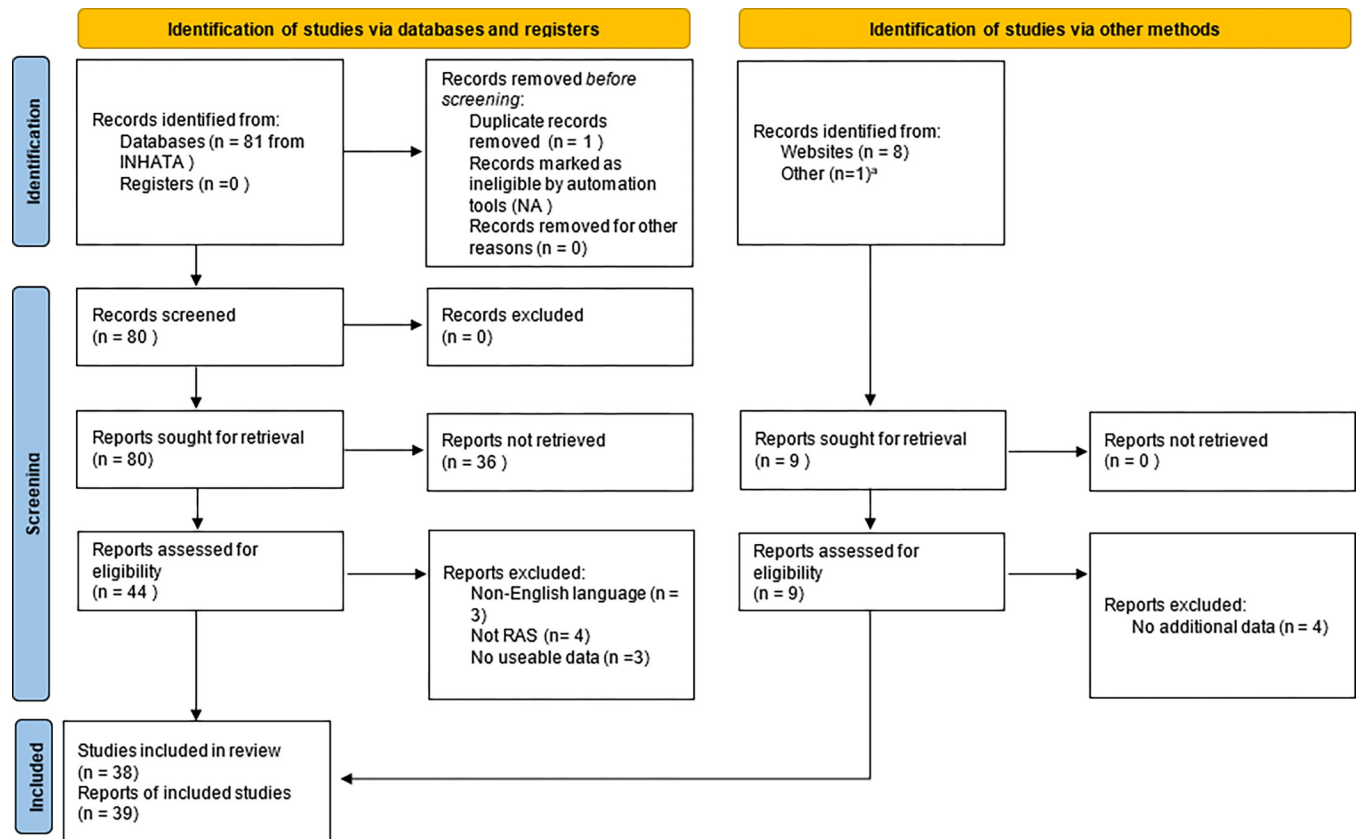 Identification of studies via databases and registers
Identification of studies via other methods
Identification
Records identified from:
Databases (n = 81 from
INHATA )
Registers (n =0 )
Records removed before
screening:
Duplicate records
removed (n = 1 )
Records marked as
ineligible by automation
tools (NA )
Records removed for other
reasons (n = 0)
Records identified from:
Websites (n = 8)
Other (n=1)ᵃ
Screening
Records screened
(n = 80 )
Records excluded
(n = 0)
Reports sought for retrieval
(n = 80)
Reports not retrieved
(n = 36 )
Reports sought for retrieval
(n = 9 )
Reports not retrieved
(n = 0 )
Reports assessed for
eligibility
(n = 44 )
Reports excluded:
Non-English language (n =
3)
Not RAS (n= 4)
No useable data (n =3)
Reports assessed for
eligibility
(n = 9)
Reports excluded:
No additional data (n = 4)
Included
Studies included in review
(n = 38)
Reports of included studies
(n = 39)